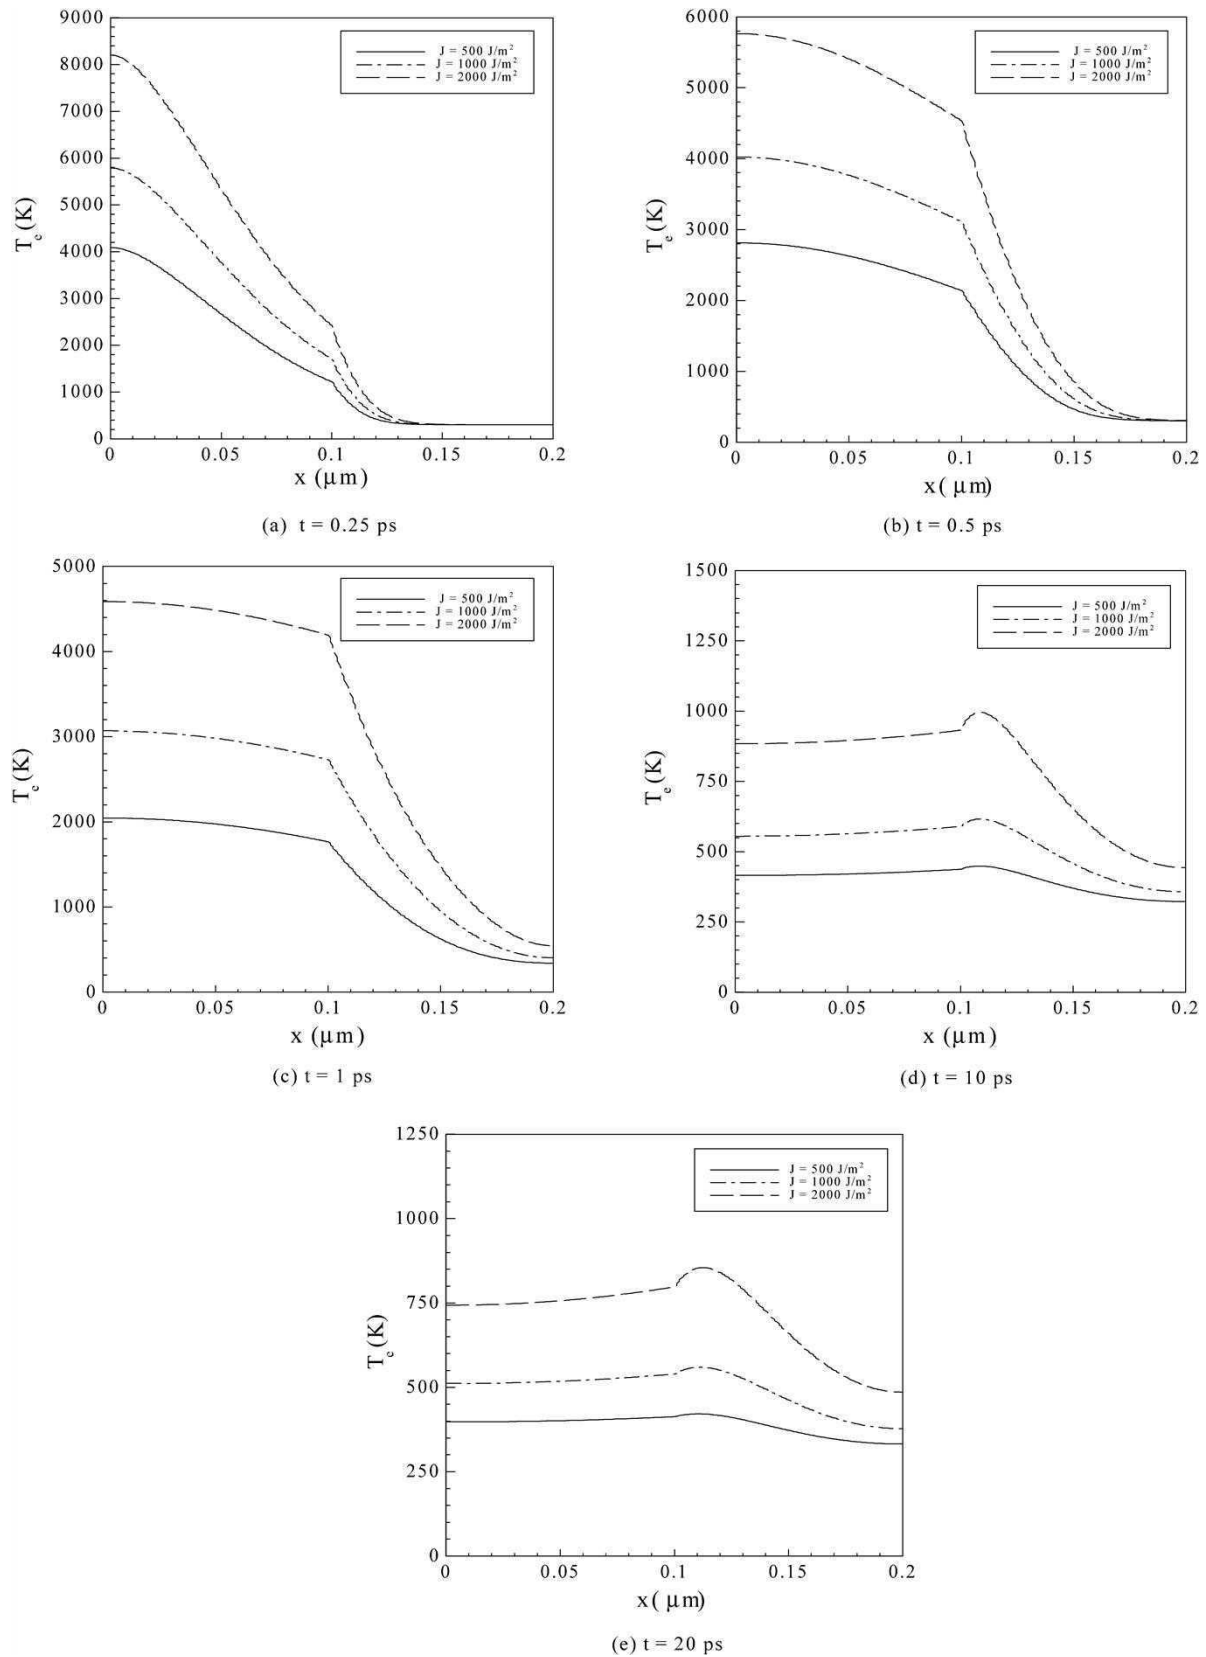 9000
8000
7000
6000
5000
4000
3000
2000
1000
0
T_e (K)
J = 500 J/m²
J = 1000 J/m²
J = 2000 J/m²
0 0.05 0.1 0.15 0.2
x (μm)
(a) t = 0.25 ps
6000
5000
4000
3000
2000
1000
0
T_e (K)
J = 500 J/m²
J = 1000 J/m²
J = 2000 J/m²
0 0.05 0.1 0.15 0.2
x ( μm)
(b) t = 0.5 ps
5000
4000
3000
2000
1000
0
T_e (K)
J = 500 J/m²
J = 1000 J/m²
J = 2000 J/m²
0 0.05 0.1 0.15 0.2
x (μm)
(c) t = 1 ps
1500
1250
1000
750
500
250
0
T_e (K)
J = 500 J/m²
J = 1000 J/m²
J = 2000 J/m²
0 0.05 0.1 0.15 0.2
x (μm)
(d) t = 10 ps
1250
1000
750
500
250
0
T_e (K)
J = 500 J/m²
J = 1000 J/m²
J = 2000 J/m²
0 0.05 0.1 0.15 0.2
x ( μm)
(e) t = 20 ps